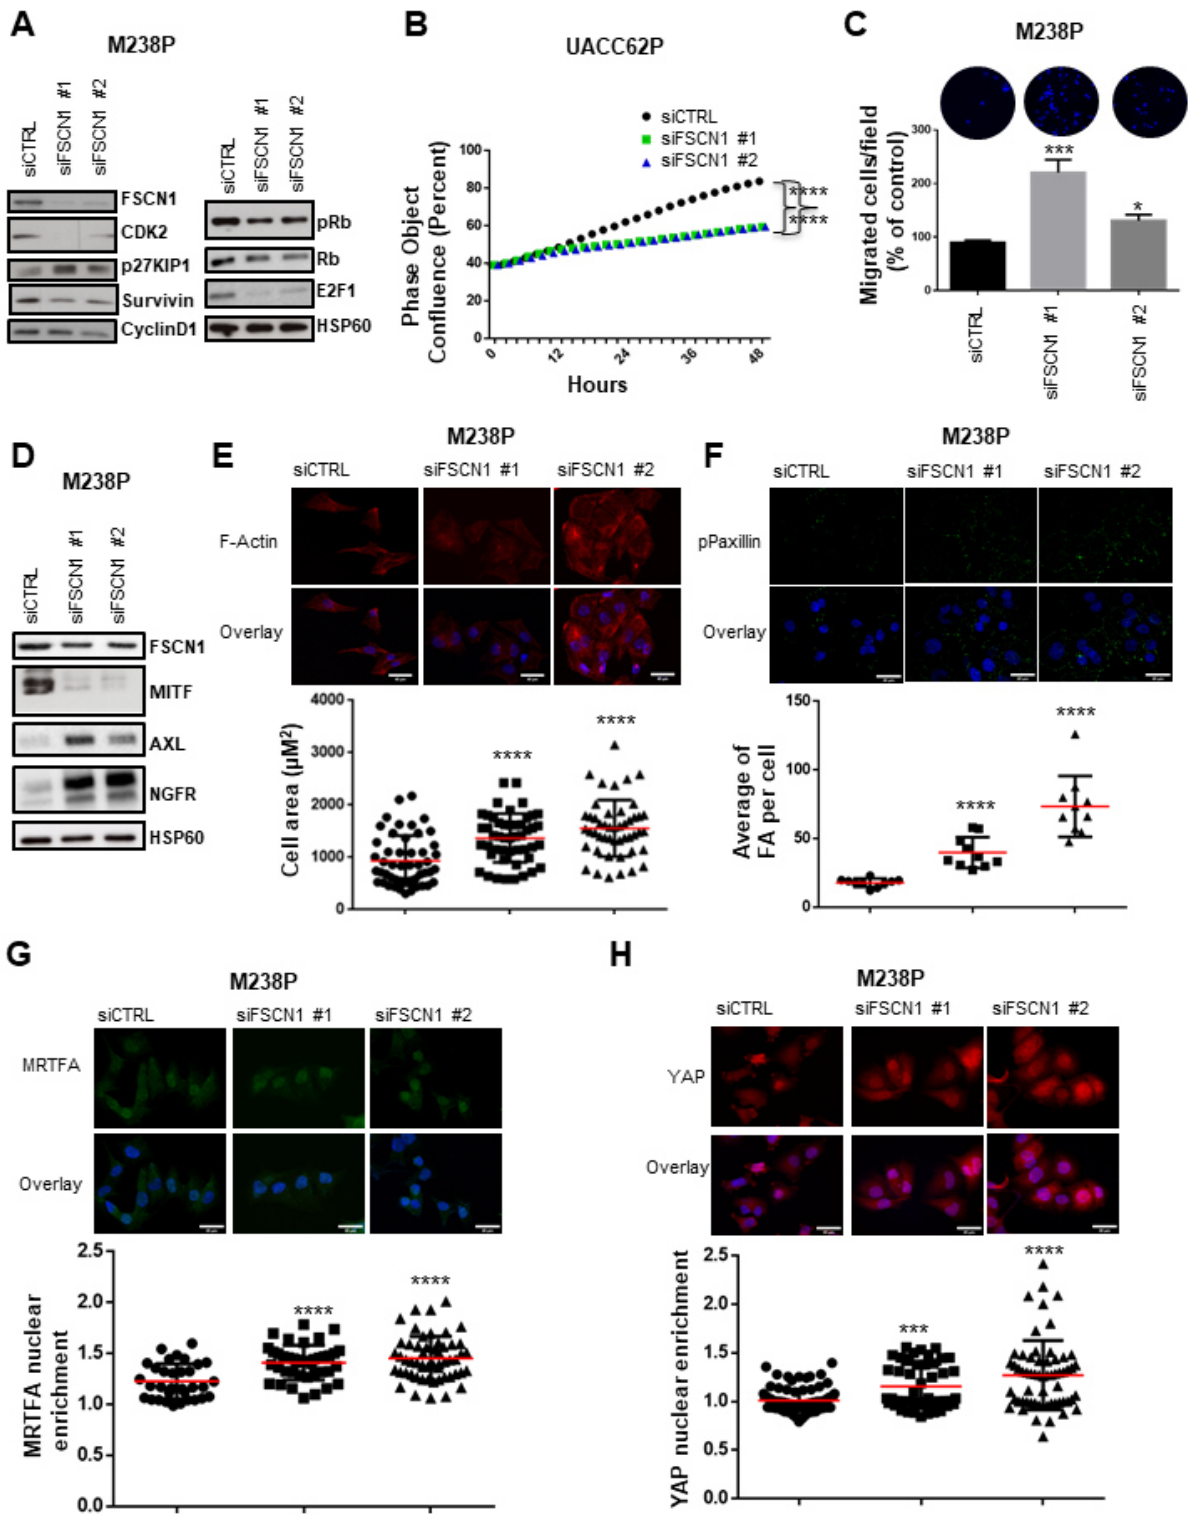 A
M238P
siCTRL
siFSCN1 #1
siFSCN1 #2
FSCN1
CDK2
p27KIP1
Survivin
CyclinD1
siCTRL
siFSCN1 #1
siFSCN1 #2
pRb
Rb
E2F1
HSP60
B
UACC62P
siCTRL
siFSCN1 #1
siFSCN1 #2
Phase Object
Confluence (Percent)
100
80
60
40
20
0
****
****
0 12 24 36 48
Hours
C
M238P
Migrated cells/field
(% of control)
300
200
100
0
***
*
siCTRL
siFSCN1 #1
siFSCN1 #2
D
M238P
siCTRL
siFSCN1 #1
siFSCN1 #2
FSCN1
MITF
AXL
NGFR
HSP60
E
M238P
siCTRL siFSCN1 #1 siFSCN1 #2
F-Actin
Overlay
Cell area (µM²)
4000
3000
2000
1000
0
****
****
F
M238P
siCTRL siFSCN1 #1 siFSCN1 #2
pPaxillin
Overlay
Average of
FA per cell
150
100
50
0
****
****
G
M238P
siCTRL siFSCN1 #1 siFSCN1 #2
MRTFA
Overlay
MRTFA nuclear
enrichment
2.5
2.0
1.5
1.0
0.5
0.0
****
****
H
M238P
siCTRL siFSCN1 #1 siFSCN1 #2
YAP
Overlay
YAP nuclear enrichment
2.5
2.0
1.5
1.0
0.5
0.0
***
****